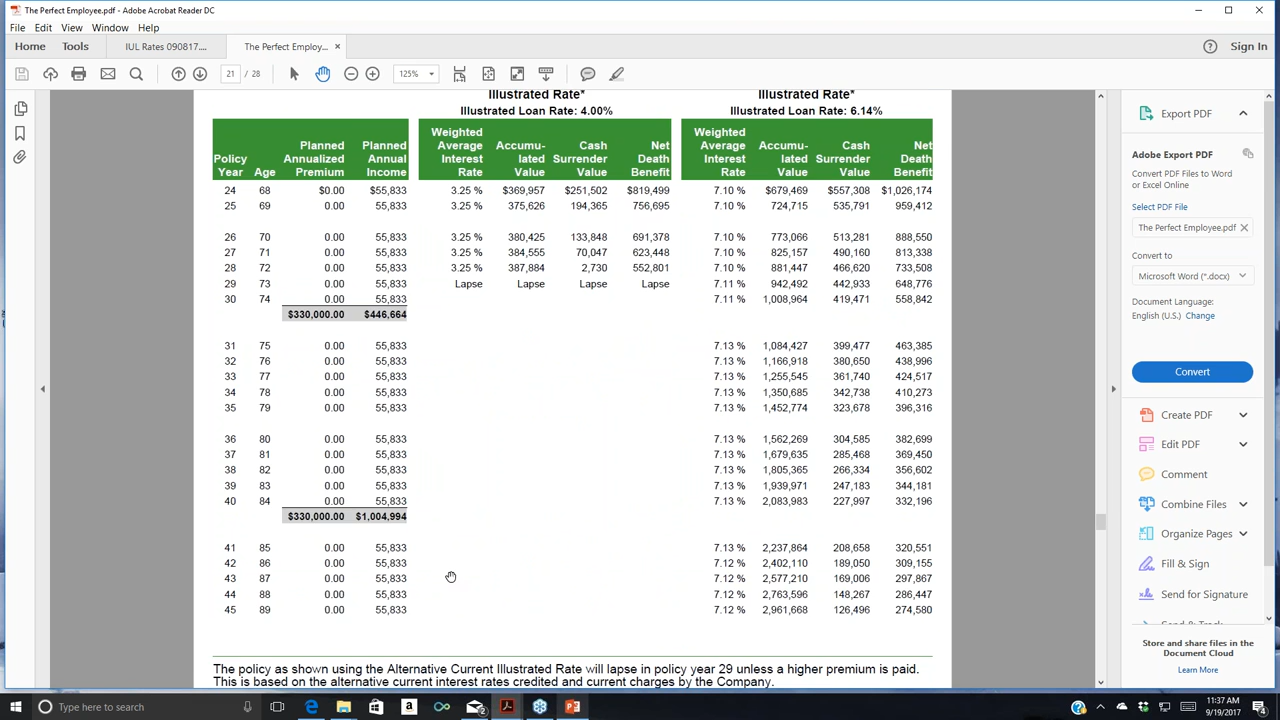 The Perfect Employee.pdf - Adobe Acrobat Reader DC
File Edit View Window Help
Home Tools IUL Rates 090817.... The Perfect Employ... × Sign In
21 / 28 125%
Illustrated Rate* Illustrated Rate*
Illustrated Loan Rate: 4.00% Illustrated Loan Rate: 6.14%
Weighted Weighted
Planned Planned Average Accumu- Cash Net Average Accumu- Cash Net
Policy Annualized Annual Interest lated Surrender Death Interest lated Surrender Death
Year Age Premium Income Rate Value Value Benefit Rate Value Value Benefit
24 68 $0.00 $55,833 3.25 % $369,957 $251,502 $819,499 7.10 % $679,469 $557,308 $1,026,174
25 69 0.00 55,833 3.25 % 375,626 194,365 756,695 7.10 % 724,715 535,791 959,412
26 70 0.00 55,833 3.25 % 380,425 133,848 691,378 7.10 % 773,066 513,281 888,550
27 71 0.00 55,833 3.25 % 384,555 70,047 623,448 7.10 % 825,157 490,160 813,338
28 72 0.00 55,833 3.25 % 387,884 2,730 552,801 7.10 % 881,447 466,620 733,508
29 73 0.00 55,833 Lapse Lapse Lapse Lapse 7.11 % 942,492 442,933 648,776
30 74 0.00 55,833 7.11 % 1,008,964 419,471 558,842
$330,000.00 $446,664
31 75 0.00 55,833 7.13 % 1,084,427 399,477 463,385
32 76 0.00 55,833 7.13 % 1,166,918 380,650 438,996
33 77 0.00 55,833 7.13 % 1,255,545 361,740 424,517
34 78 0.00 55,833 7.13 % 1,350,685 342,738 410,273
35 79 0.00 55,833 7.13 % 1,452,774 323,678 396,316
36 80 0.00 55,833 7.13 % 1,562,269 304,585 382,699
37 81 0.00 55,833 7.13 % 1,679,635 285,468 369,450
38 82 0.00 55,833 7.13 % 1,805,365 266,334 356,602
39 83 0.00 55,833 7.13 % 1,939,971 247,183 344,181
40 84 0.00 55,833 7.13 % 2,083,983 227,997 332,196
$330,000.00 $1,004,994
41 85 0.00 55,833 7.13 % 2,237,864 208,658 320,551
42 86 0.00 55,833 7.12 % 2,402,110 189,050 309,155
43 87 0.00 55,833 7.12 % 2,577,210 169,006 297,867
44 88 0.00 55,833 7.12 % 2,763,596 148,267 286,447
45 89 0.00 55,833 7.12 % 2,961,668 126,496 274,580
The policy as shown using the Alternative Current Illustrated Rate will lapse in policy year 29 unless a higher premium is paid.
This is based on the alternative current interest rates credited and current charges by the Company.
Export PDF
Adobe Export PDF
Convert PDF Files to Word
or Excel Online
Select PDF File
The Perfect Employee.pdf ×
Convert to
Microsoft Word (*.docx)
Document Language:
English (U.S.) Change
Convert
Create PDF
Edit PDF
Comment
Combine Files
Organize Pages
Fill & Sign
Send for Signature
Store and share files in the
Document Cloud
Learn More
Type here to search
2
11:37 AM
9/19/2017
4